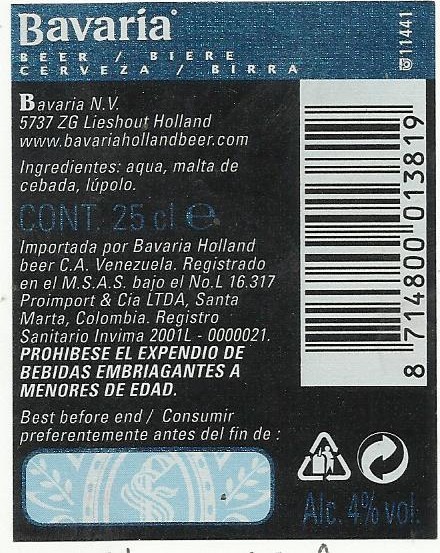 Bavaria
BEER / BIERE
CERVEZA / BIRRA
11441
Bavaria N.V.
5737 ZG Lieshout Holland
www.bavariahollandbeer.com
Ingredientes: aqua, malta de
cebada, lúpolo.
CONT. 25 cl e
Importada por Bavaria Holland
beer C.A. Venezuela. Registrado
en el M.S.A.S. bajo el No.L 16.317
Proimport & Cia LTDA, Santa
Marta, Colombia. Registro
Sanitario Invima 2001L - 0000021.
PROHIBESE EL EXPENDIO DE
BEBIDAS EMBRIAGANTES A
MENORES DE EDAD.
Best before end / Consumir
preferentemente antes del fin de :
8 714800 013819
Alc. 4% vol.